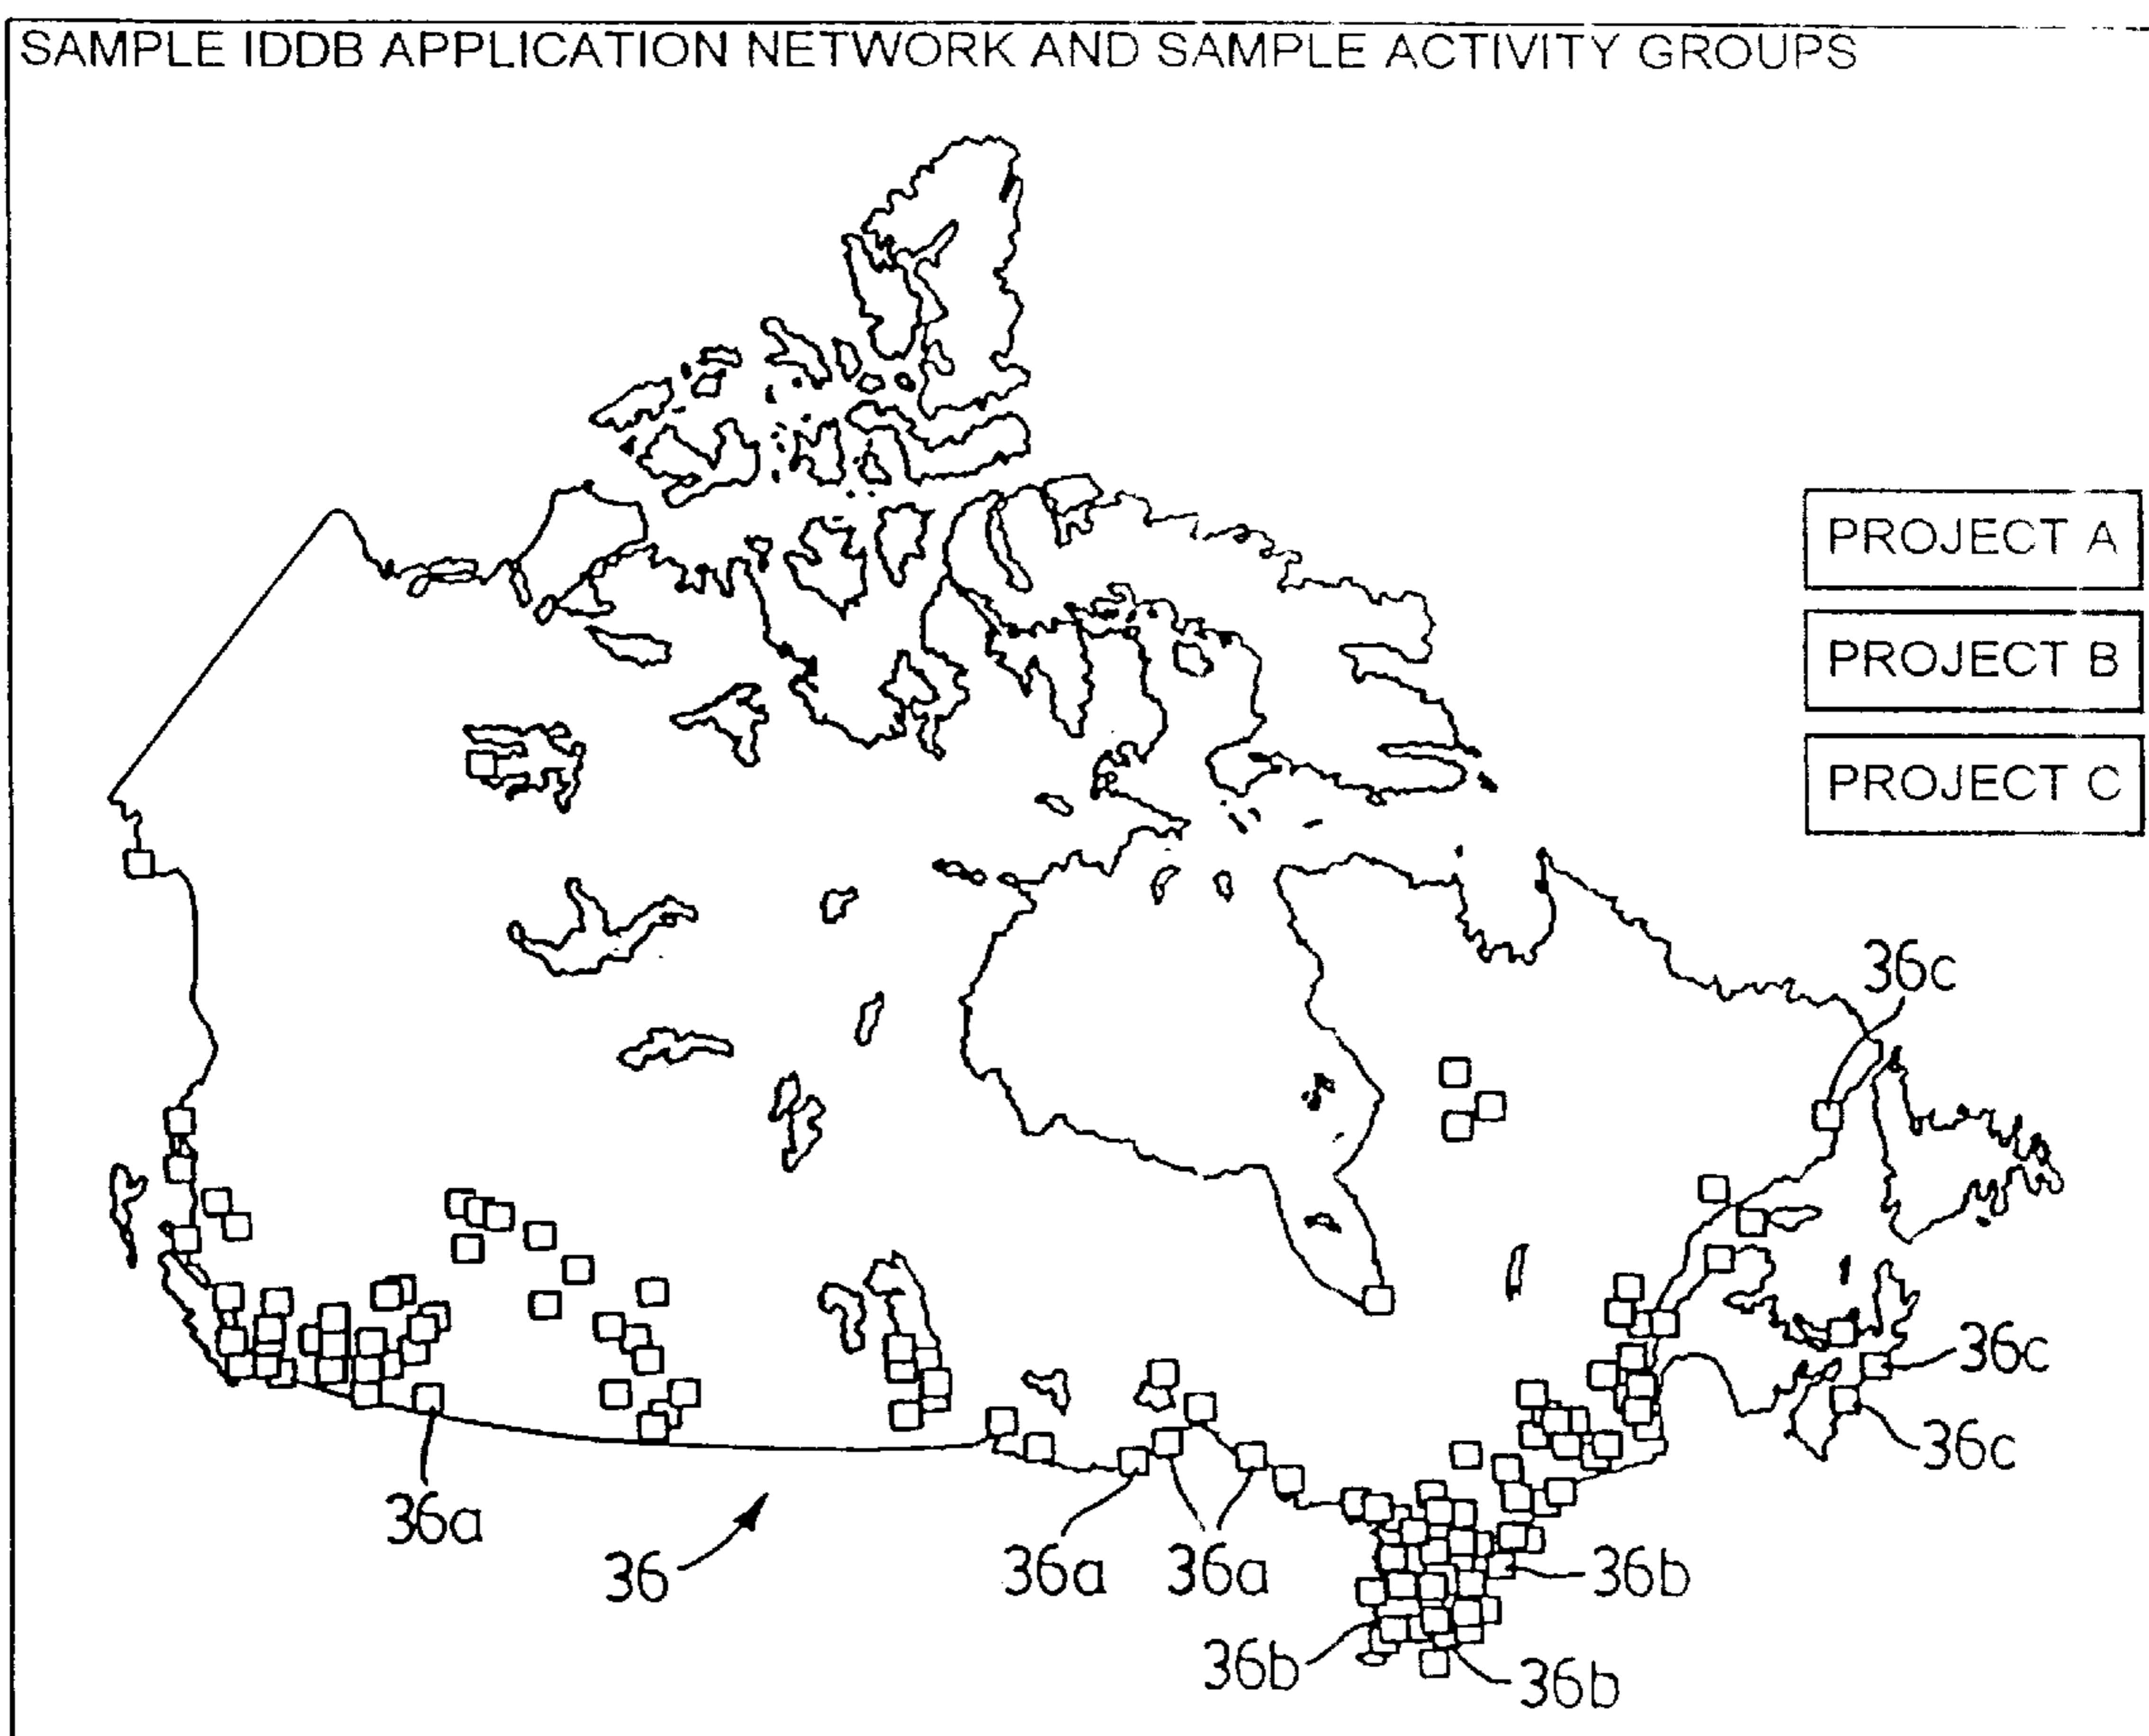 SAMPLE IDDB APPLICATION NETWORK AND SAMPLE ACTIVITY GROUPS
PROJECT A
PROJECT B
PROJECT C
36c
36c
36c
36a
36
36a
36a
36b
36b
36b